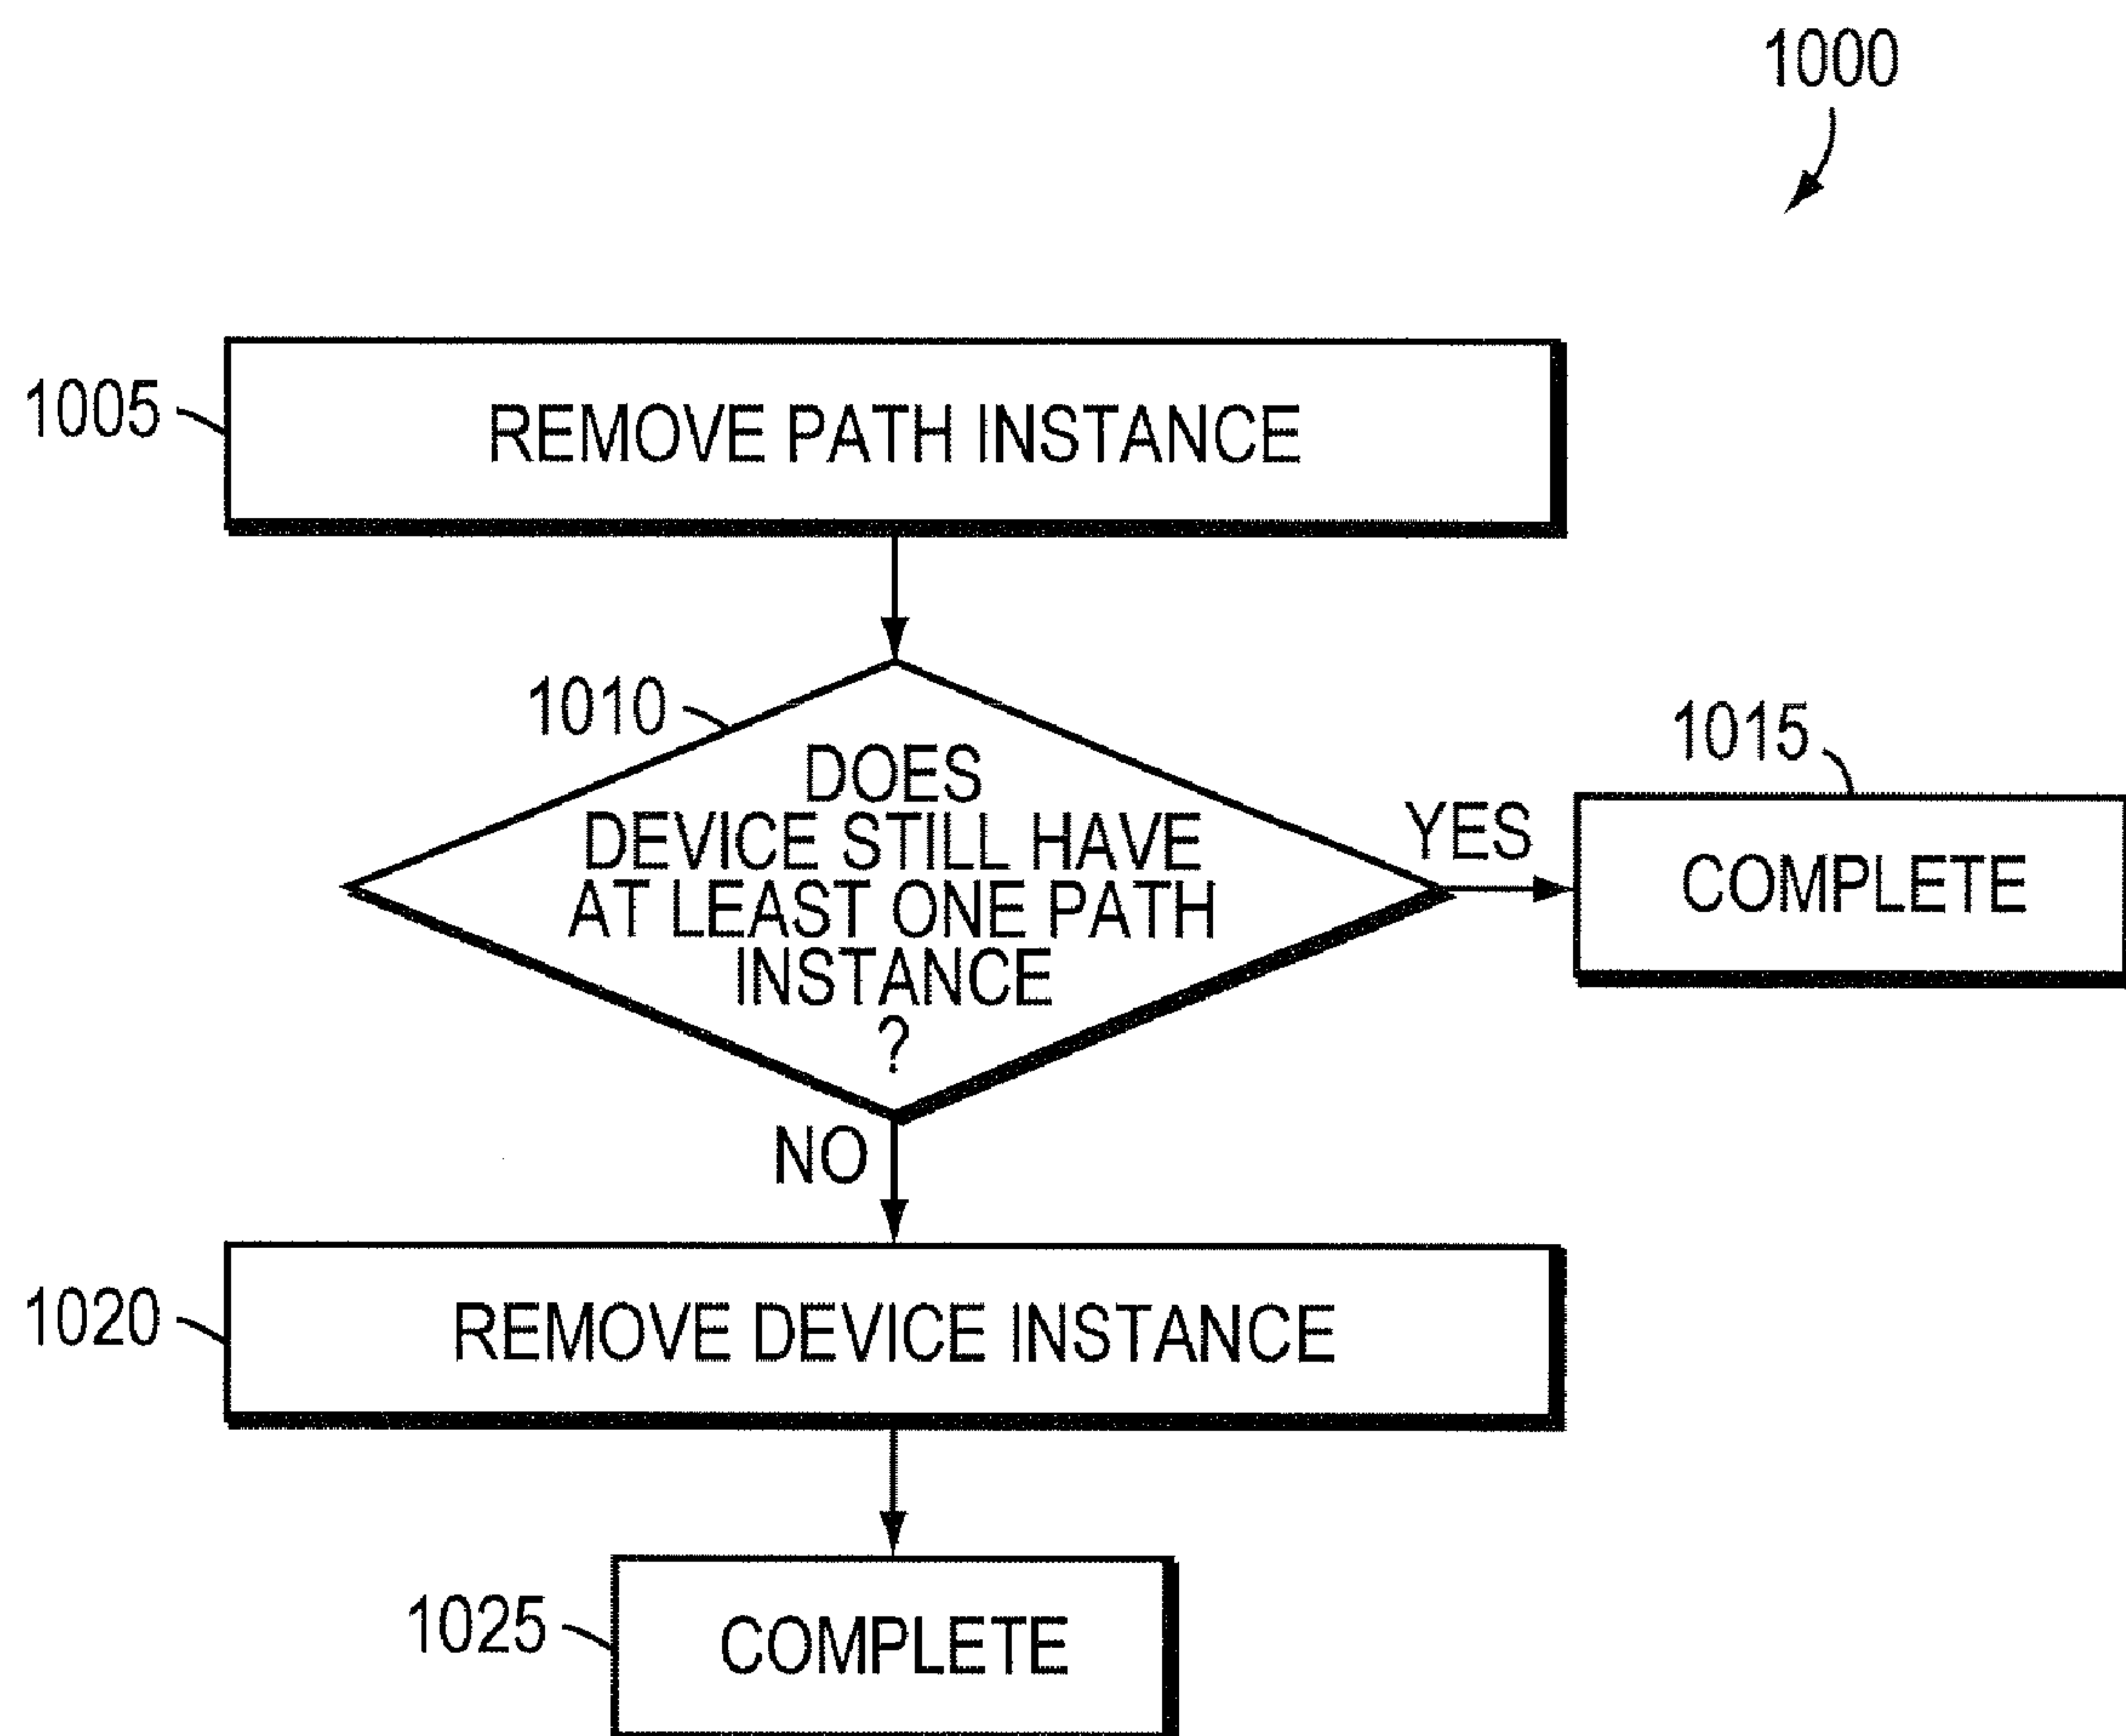 1000
1005
REMOVE PATH INSTANCE
1010
DOES
DEVICE STILL HAVE
AT LEAST ONE PATH
INSTANCE
?
YES
1015
COMPLETE
NO
1020
REMOVE DEVICE INSTANCE
1025
COMPLETE